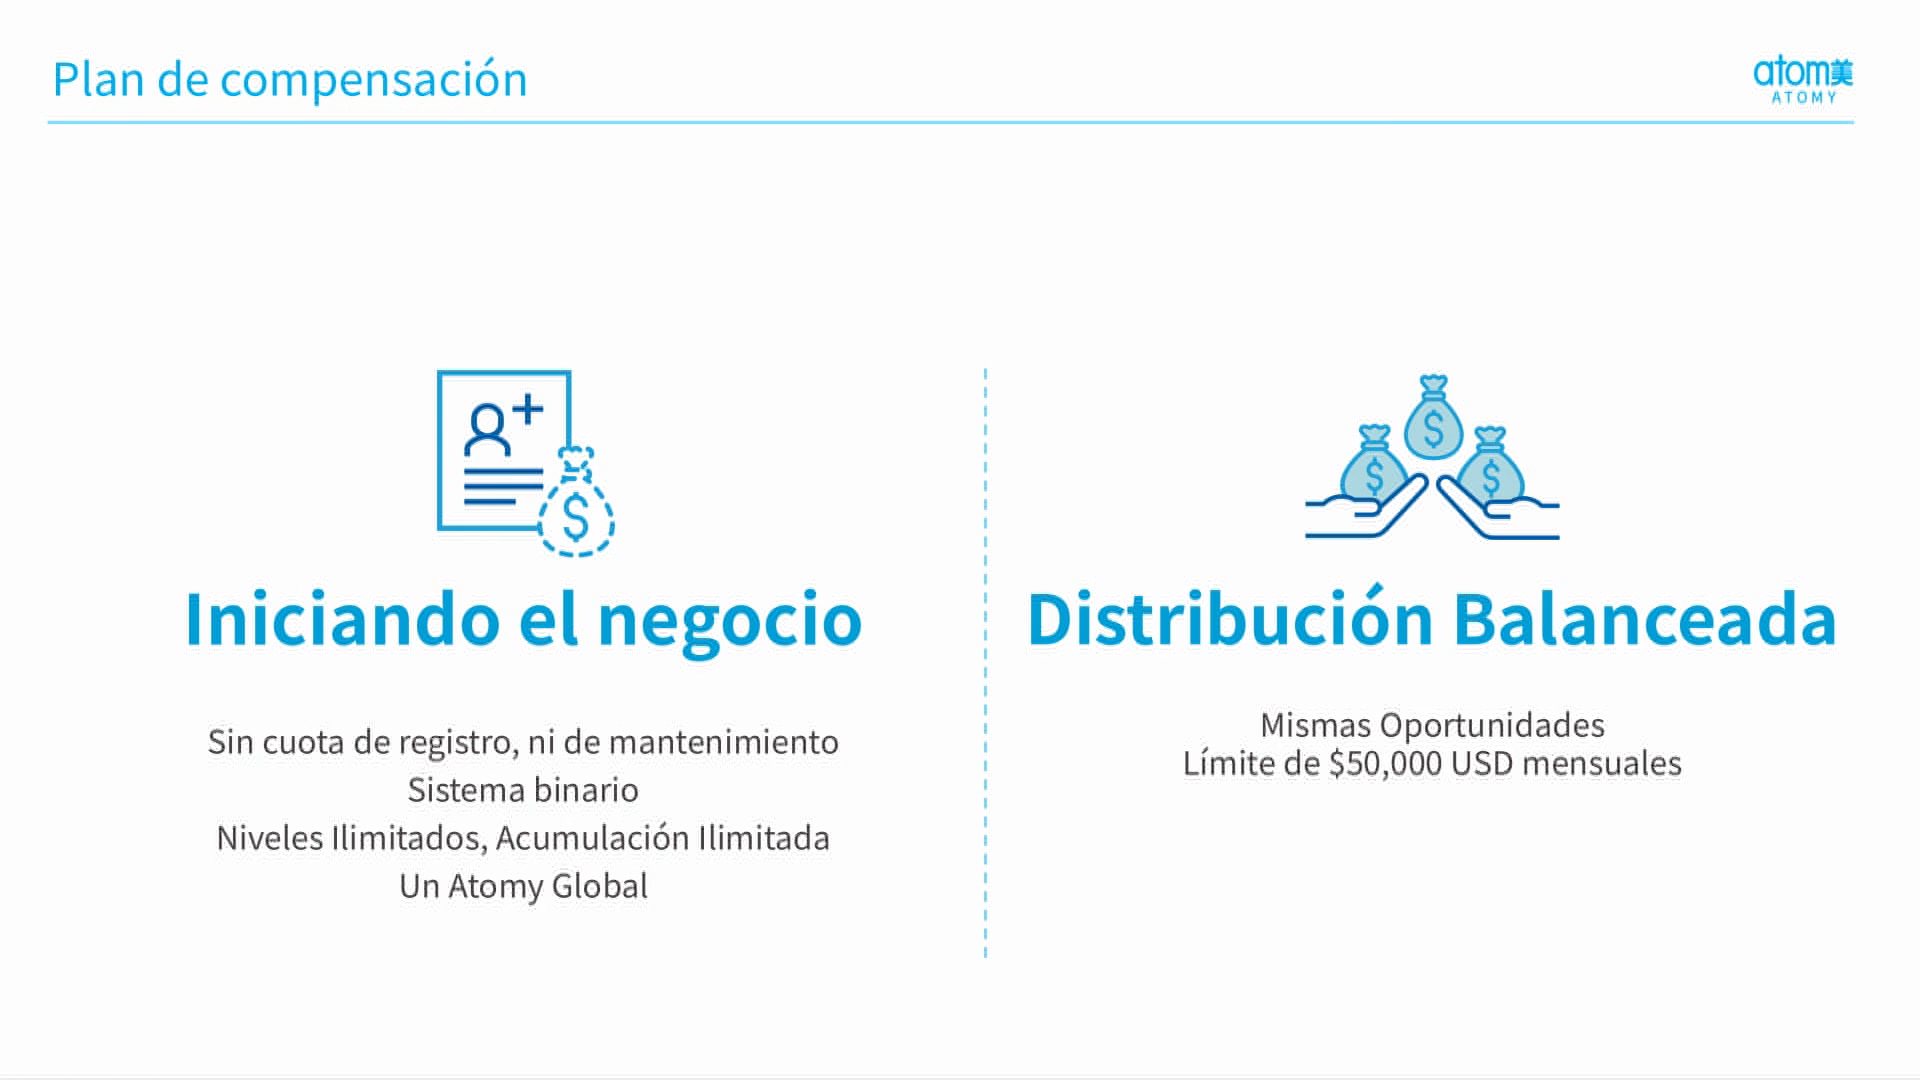 Plan de compensación
atom美
ATOMY
Iniciando el negocio
Sin cuota de registro, ni de mantenimiento
Sistema binario
Niveles Ilimitados, Acumulación Ilimitada
Un Atomy Global
Distribución Balanceada
Mismas Oportunidades
Límite de $50,000 USD mensuales